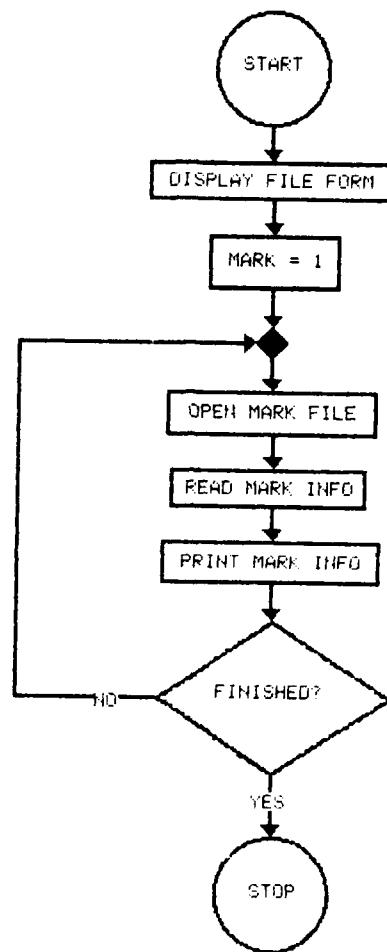 START
DISPLAY FILE FORM
MARK = 1
OPEN MARK FILE
READ MARK INFO
PRINT MARK INFO
FINISHED?
NO
YES
STOP